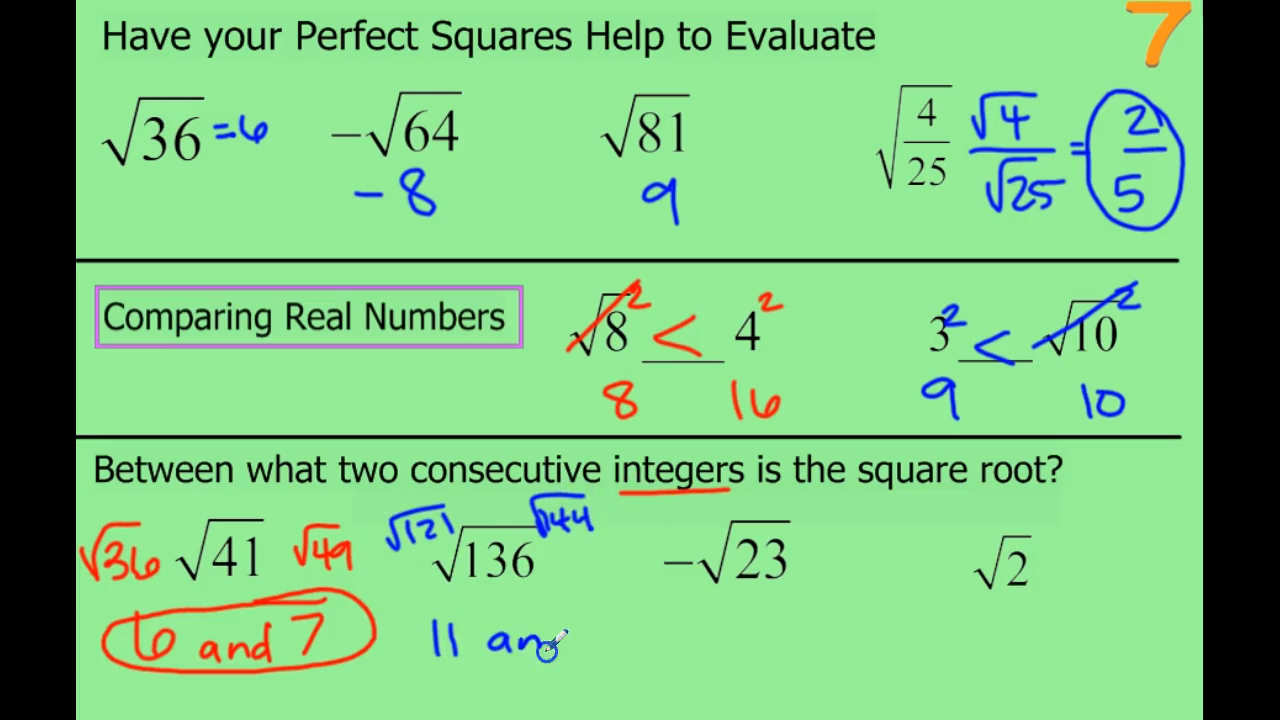 Have your Perfect Squares Help to Evaluate 7
√36 = 6 −√64 √81 √(4/25) √4/√25 = 2/5
−8 9
Comparing Real Numbers √8² < 4² 3² < √10²
8 16 9 10
Between what two consecutive integers is the square root?
√36 √41 √49 √121 √136 √144 −√23 √2
6 and 7 11 an